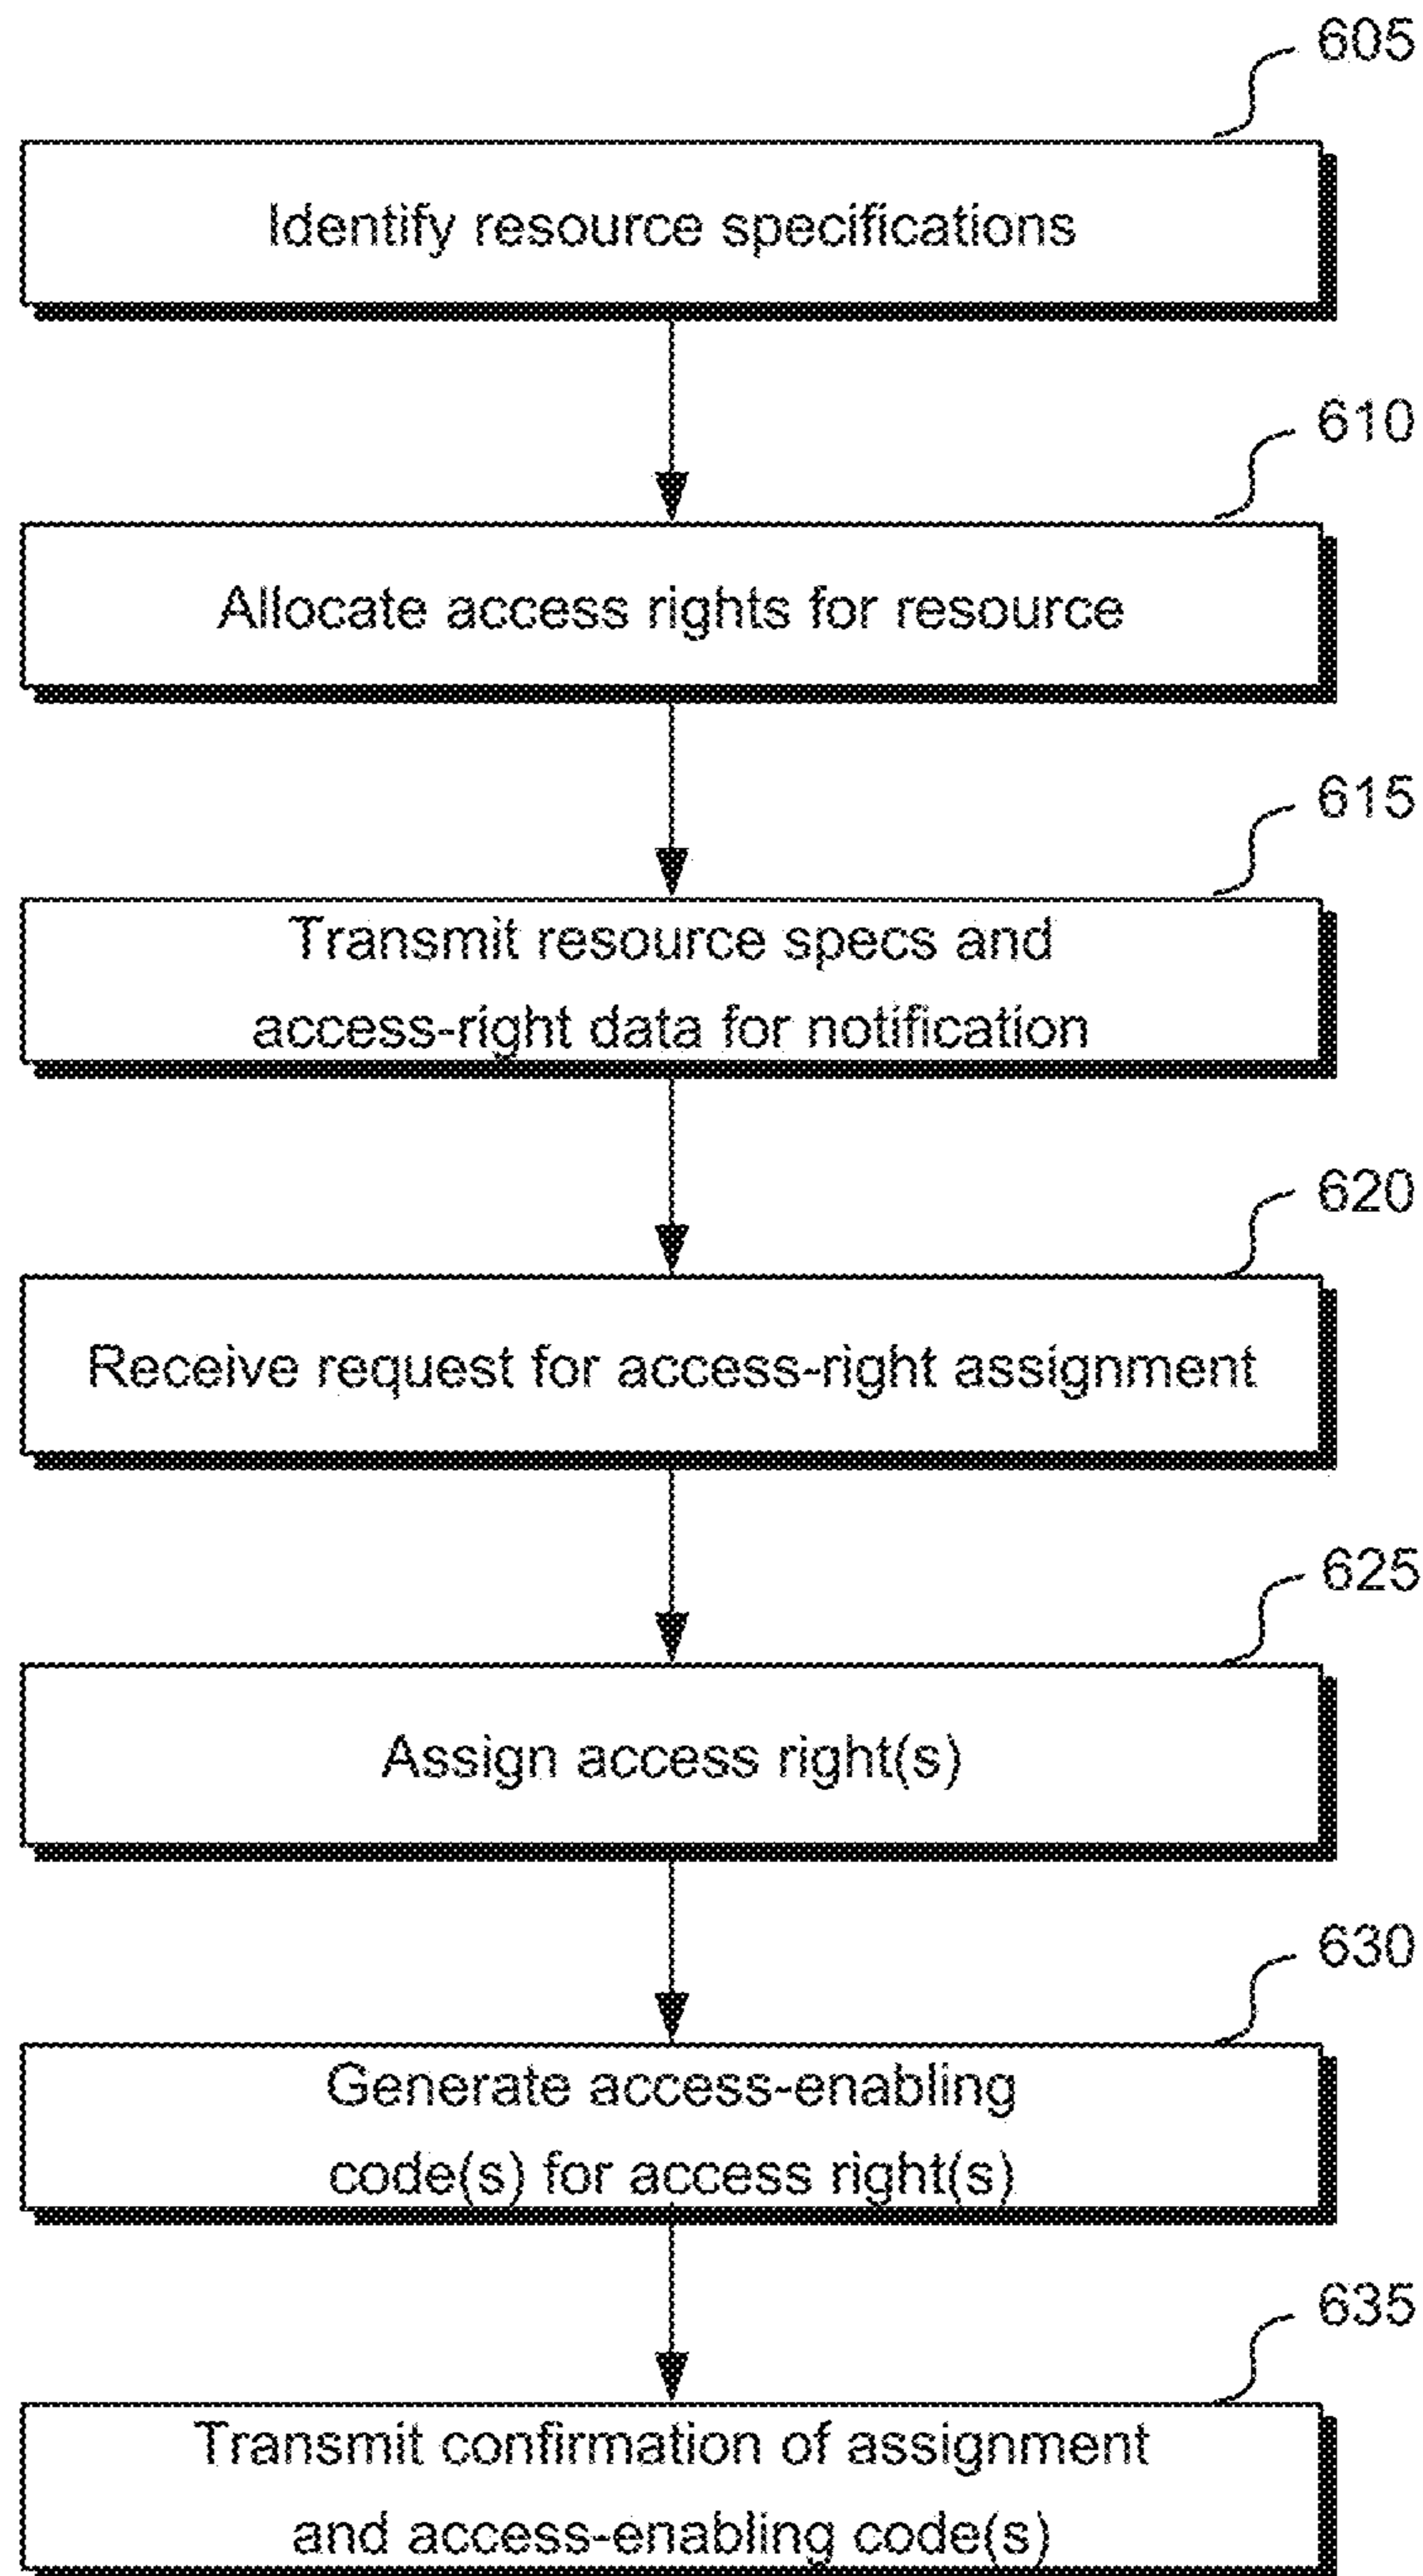 605
Identify resource specifications
610
Allocate access rights for resource
615
Transmit resource specs and
access-right data for notification
620
Receive request for access-right assignment
625
Assign access right(s)
630
Generate access-enabling
code(s) for access right(s)
635
Transmit confirmation of assignment
and access-enabling code(s)